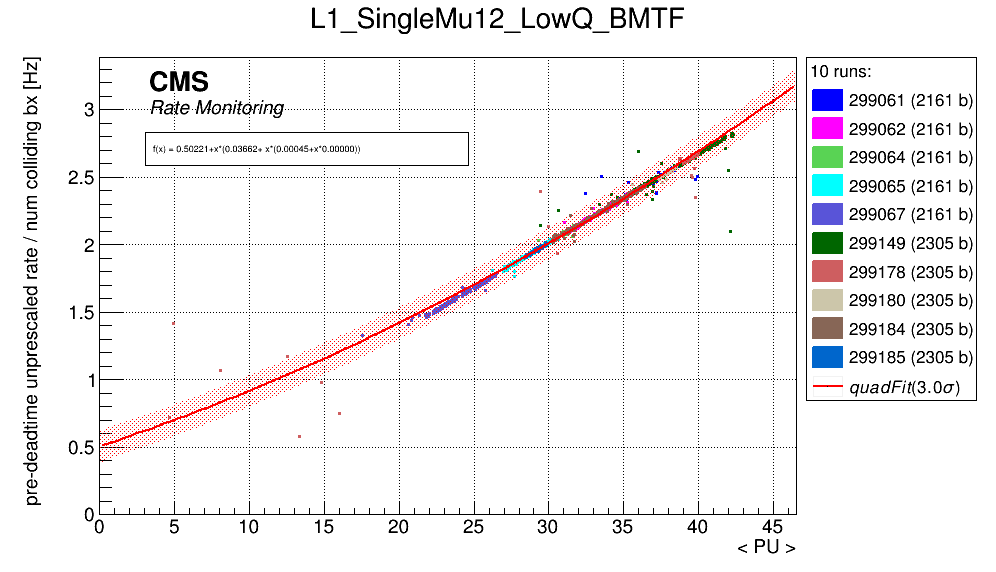 L1_SingleMu12_LowQ_BMTF
pre-deadtime unprescaled rate / num colliding bx [Hz]
CMS
Rate Monitoring
f(x) = 0.50221+x*(0.03662+ x*(0.00045+x*0.00000))
3
2.5
2
1.5
1
0.5
0
0 5 10 15 20 25 30 35 40 45
< PU >
10 runs:
299061 (2161 b)
299062 (2161 b)
299064 (2161 b)
299065 (2161 b)
299067 (2161 b)
299149 (2305 b)
299178 (2305 b)
299180 (2305 b)
299184 (2305 b)
299185 (2305 b)
quadFit(3.0σ)